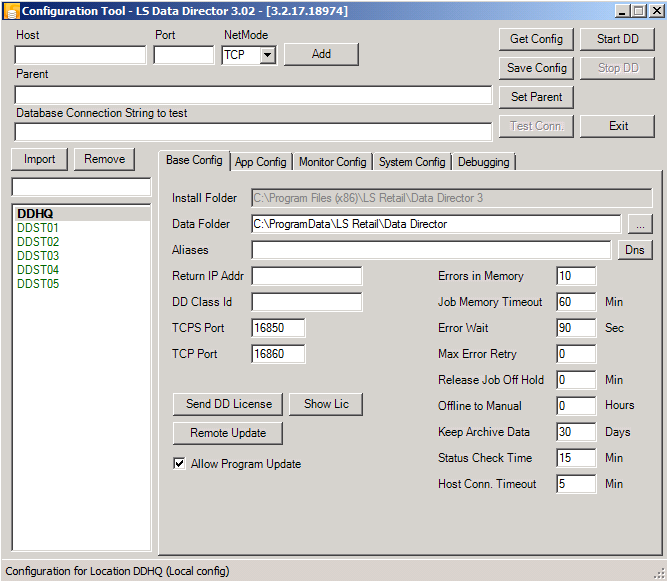 Configuration Tool - LS Data Director 3.02 - [3.2.17.18974]
Host Port NetMode
TCP Add
Get Config Start DD
Parent
Save Config Stop DD
Set Parent
Database Connection String to test
Test Conn. Exit
Import Remove
Base Config App Config Monitor Config System Config Debugging
DDHQ
DDST01
DDST02
DDST03
DDST04
DDST05
Install Folder C:\Program Files (x86)\LS Retail\Data Director 3
Data Folder C:\ProgramData\LS Retail\Data Director ...
Aliases Dns
Return IP Addr Errors in Memory 10
DD Class Id Job Memory Timeout 60 Min
TCPS Port 16850 Error Wait 90 Sec
TCP Port 16860 Max Error Retry 0
Release Job Off Hold 0 Min
Send DD License Show Lic Offline to Manual 0 Hours
Remote Update Keep Archive Data 30 Days
Allow Program Update Status Check Time 15 Min
Host Conn. Timeout 5 Min
Configuration for Location DDHQ (Local config)